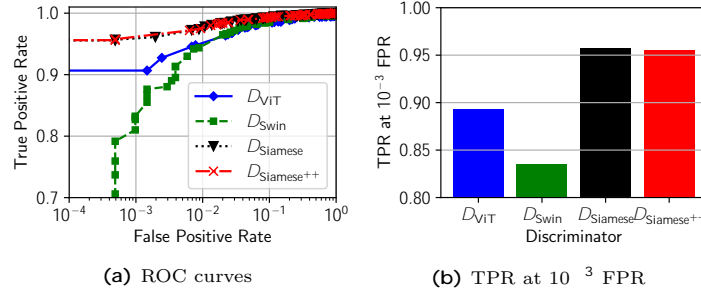 1.0
0.9
0.8
0.7
True Positive Rate
10⁻⁴ 10⁻³ 10⁻² 10⁻¹ 10⁰
False Positive Rate
D_ViT
D_Swin
D_Siamese
D_Siamese++
(a) ROC curves
1.00
0.95
0.90
0.85
0.80
TPR at 10⁻³ FPR
D_ViT D_Swin D_Siamese D_Siamese++
Discriminator
(b) TPR at 10 ³ FPR